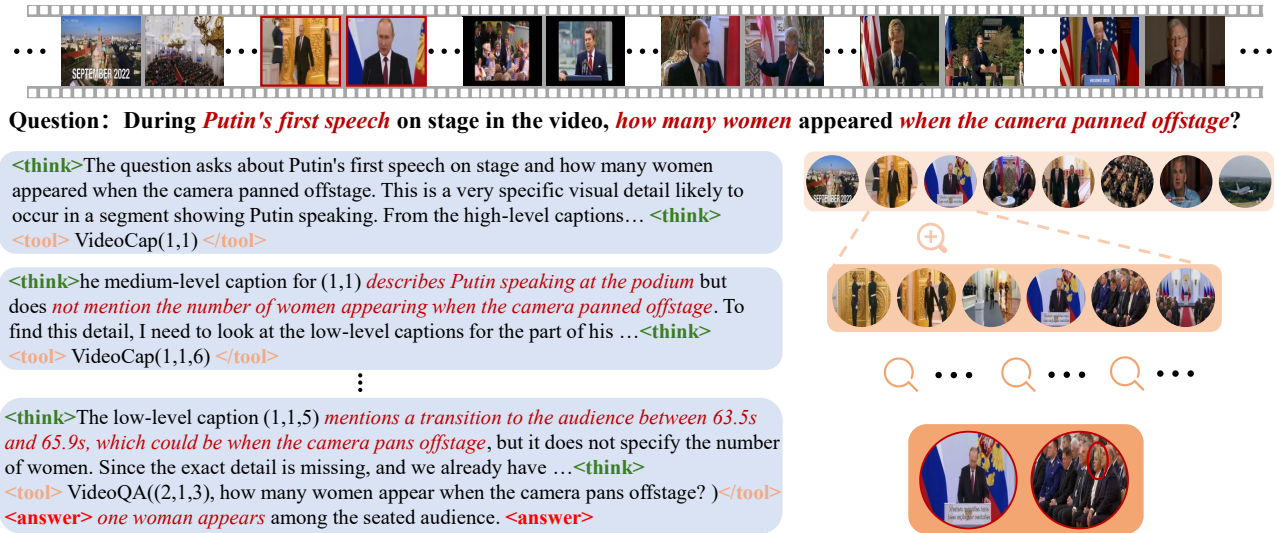 SEPTEMBER 2022
Question: During Putin's first speech on stage in the video, how many women appeared when the camera panned offstage?
<think>The question asks about Putin's first speech on stage and how many women
appeared when the camera panned offstage. This is a very specific visual detail likely to
occur in a segment showing Putin speaking. From the high-level captions… <think>
<tool> VideoCap(1,1) </tool>
SEPTEMBER 2022
<think>he medium-level caption for (1,1) describes Putin speaking at the podium but
does not mention the number of women appearing when the camera panned offstage. To
find this detail, I need to look at the low-level captions for the part of his …<think>
<tool> VideoCap(1,1,6) </tool>
<think>The low-level caption (1,1,5) mentions a transition to the audience between 63.5s
and 65.9s, which could be when the camera pans offstage, but it does not specify the number
of women. Since the exact detail is missing, and we already have …<think>
<tool> VideoQA((2,1,3), how many women appear when the camera pans offstage? )</tool>
<answer> one woman appears among the seated audience. <answer>